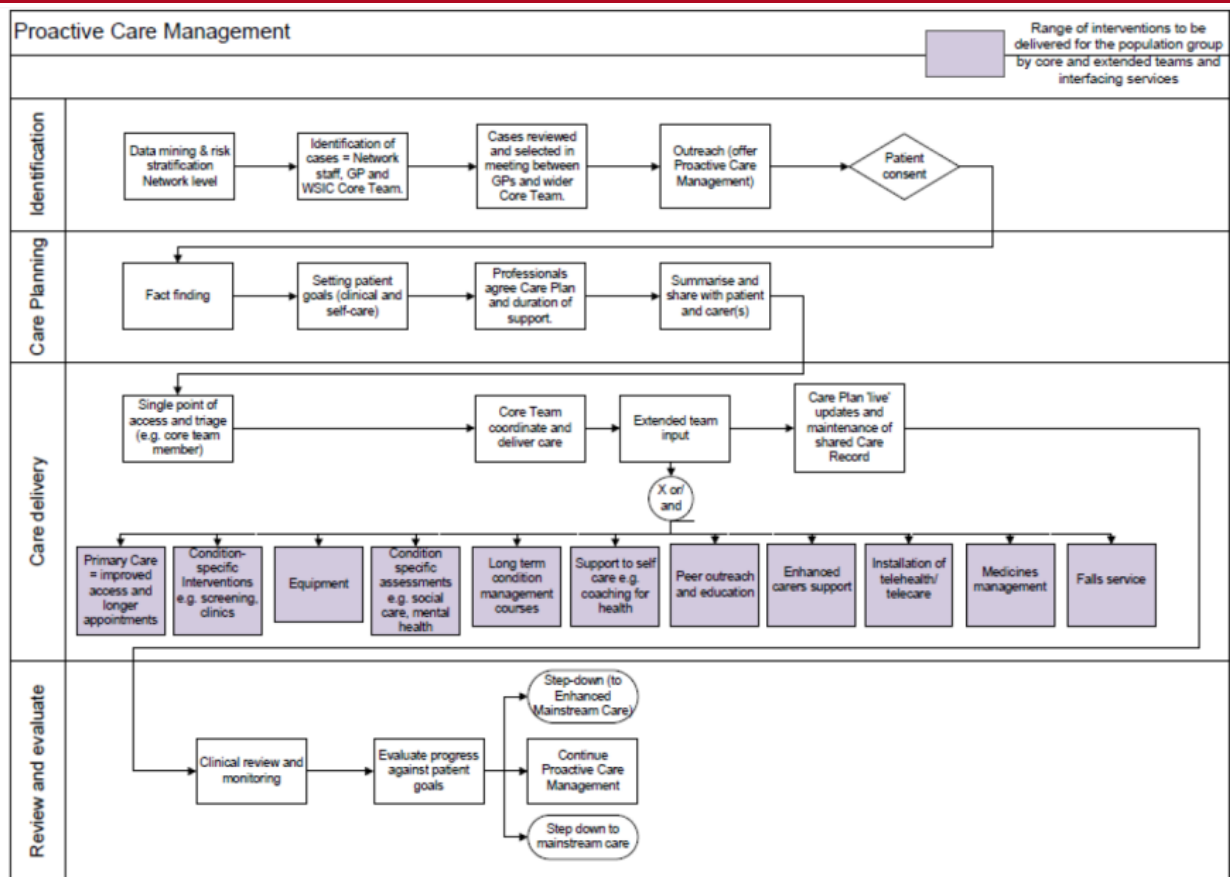 Proactive Care Management
Range of interventions to be
delivered for the population group
by core and extended teams and
interfacing services
Identification
Data mining & risk
stratification
Network level
Identification of
cases = Network
staff, GP and
WSIC Core Team.
Cases reviewed
and selected in
meeting between
GPs and wider
Core Team.
Outreach (offer
Proactive Care
Management)
Patient
consent
Care Planning
Fact finding
Setting patient
goals (clinical and
self-care)
Professionals
agree Care Plan
and duration of
support.
Summarise and
share with patient
and carer(s)
Care delivery
Single point of
access and triage
(e.g. core team
member)
Core Team
coordinate and
deliver care
Extended team
input
Care Plan 'live'
updates and
maintenance of
shared Care
Record
X or/
and
Primary Care
= improved
access and
longer
appointments
Condition-
specific
Interventions
e.g. screening,
clinics
Equipment
Condition
specific
assessments
e.g. social
care, mental
health
Long term
condition
management
courses
Support to self
care e.g.
coaching for
health
Peer outreach
and education
Enhanced
carers support
Installation of
telehealth/
telecare
Medicines
management
Falls service
Review and evaluate
Clinical review and
monitoring
Evaluate progress
against patient
goals
Step-down (to
Enhanced
Mainstream Care)
Continue
Proactive Care
Management
Step down to
mainstream care